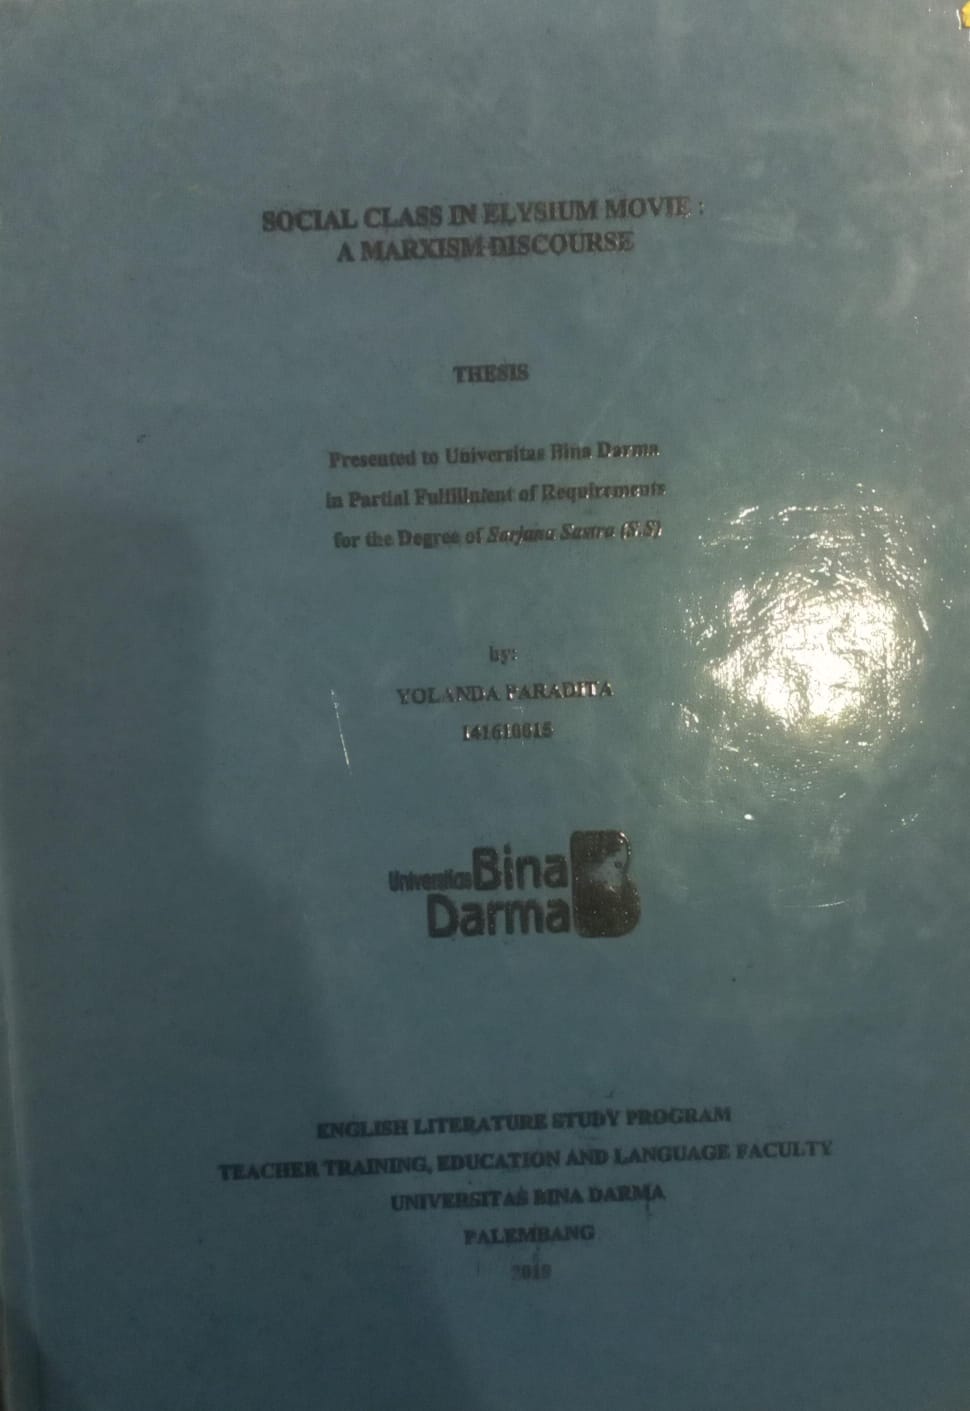 SOCIAL CLASS IN ELYSIUM MOVIE :
A MARXISM DISCOURSE
THESIS
Presented to Universitas Bina Darma
in Partial Fulfillment of Requirements
for the Degree of Sarjana Sastra (S.S)
by:
YOLANDA PARADITA
Universitas Bina
Darma
ENGLISH LITERATURE STUDY PROGRAM
TEACHER TRAINING, EDUCATION AND LANGUAGE FACULTY
UNIVERSITAS BINA DARMA
PALEMBANG